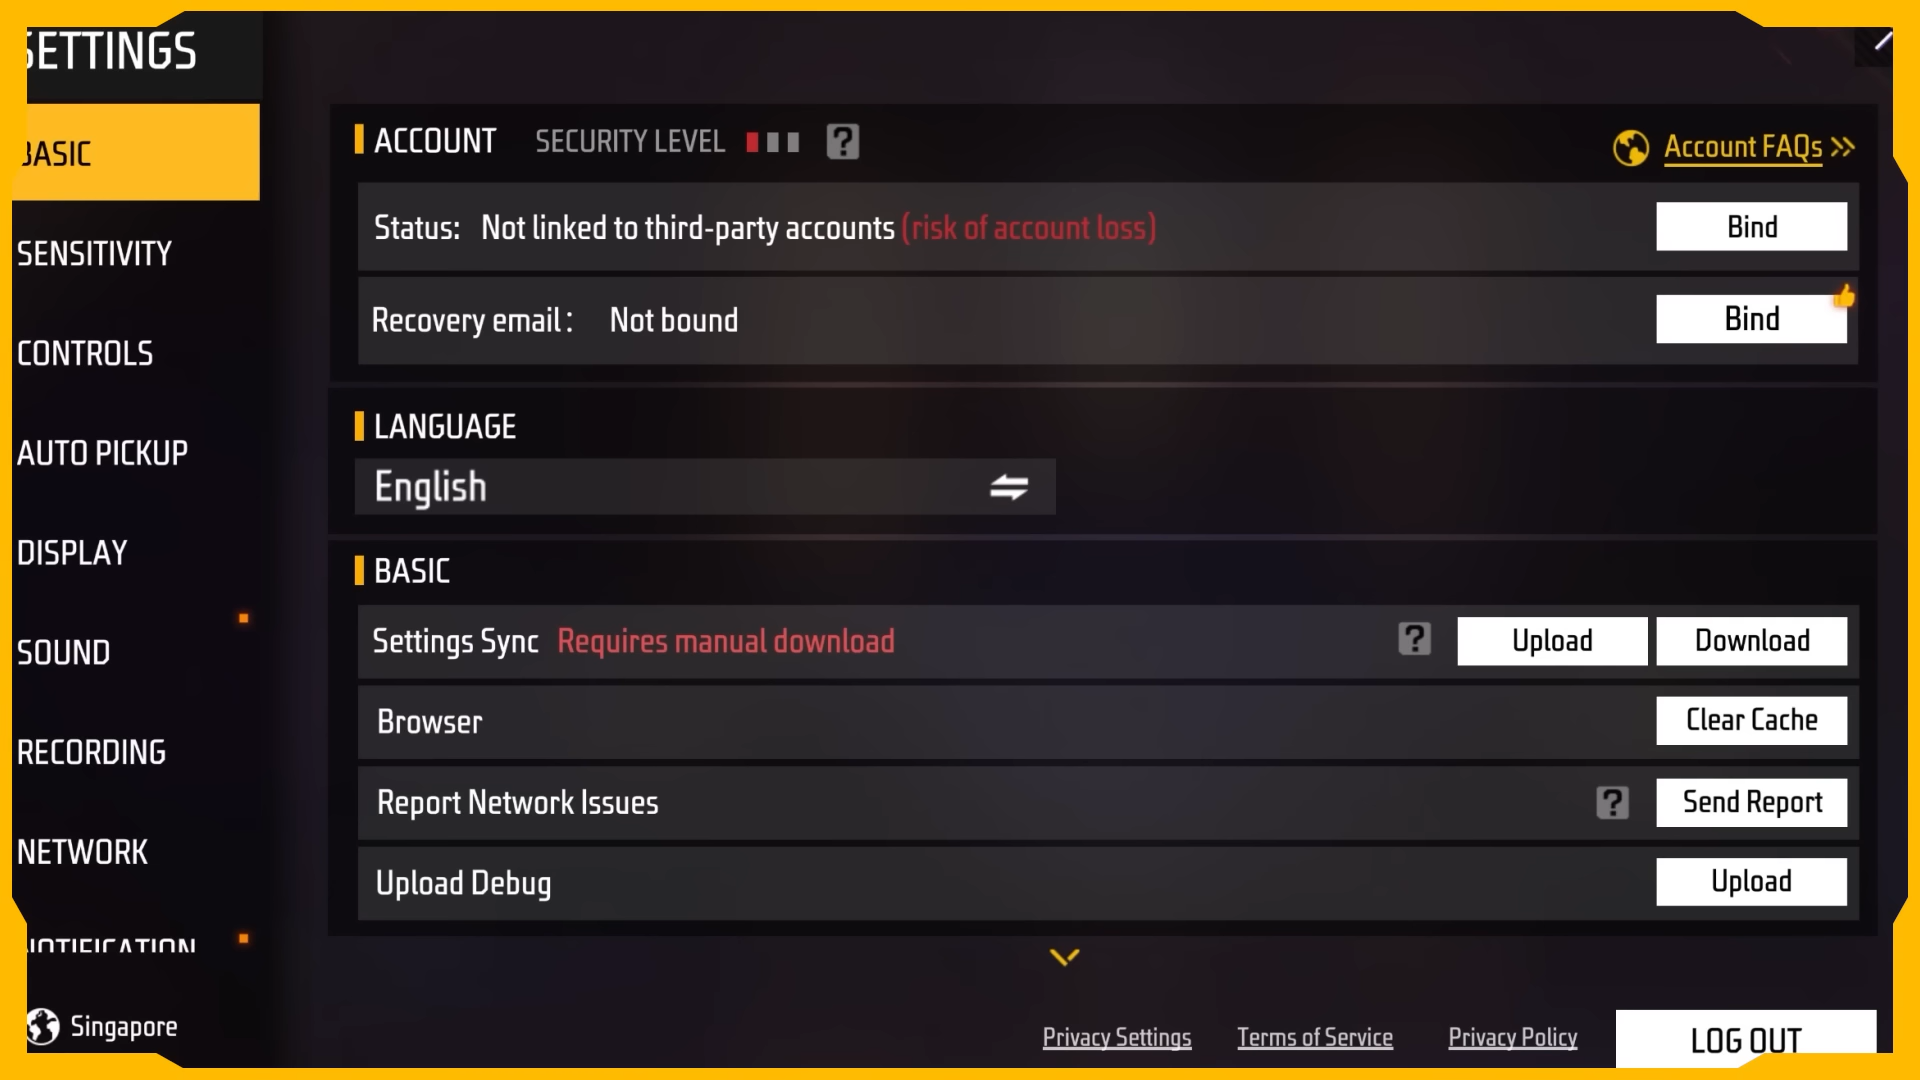 SETTINGS
BASIC
SENSITIVITY
CONTROLS
AUTO PICKUP
DISPLAY
SOUND
RECORDING
NETWORK
NOTIFICATION
Singapore
ACCOUNT SECURITY LEVEL ?
Account FAQs >>
Status: Not linked to third-party accounts (risk of account loss) Bind
Recovery email: Not bound Bind
LANGUAGE
English
BASIC
Settings Sync Requires manual download ? Upload Download
Browser Clear Cache
Report Network Issues ? Send Report
Upload Debug Upload
Privacy Settings Terms of Service Privacy Policy LOG OUT